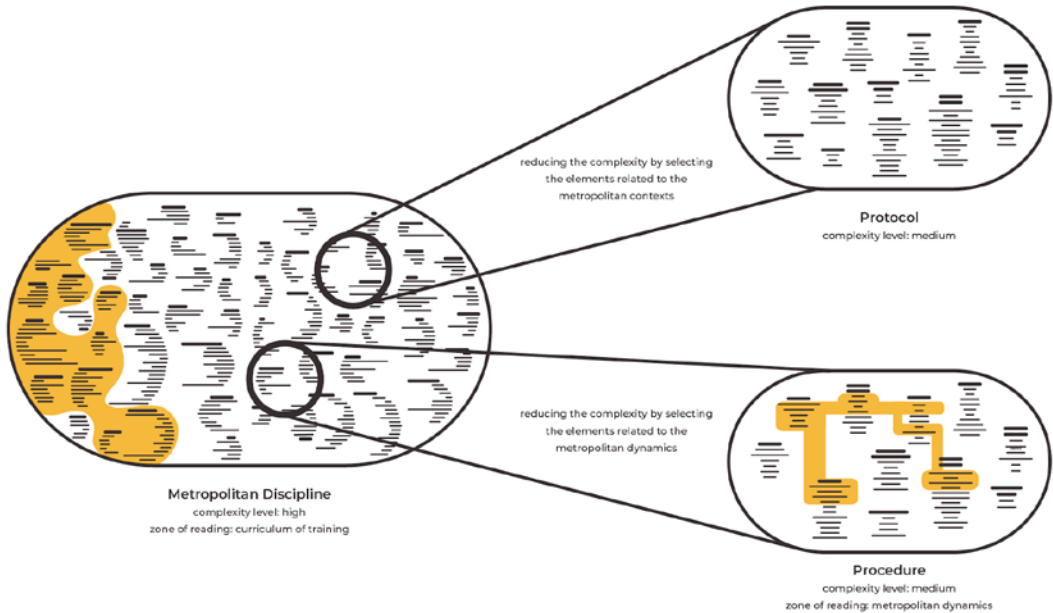 reducing the complexity by selecting
the elements related to the
metropolitan contexts
Protocol
complexity level: medium
Metropolitan Discipline
complexity level: high
zone of reading: curriculum of training
reducing the complexity by selecting
the elements related to the
metropolitan dynamics
Procedure
complexity level: medium
zone of reading: metropolitan dynamics